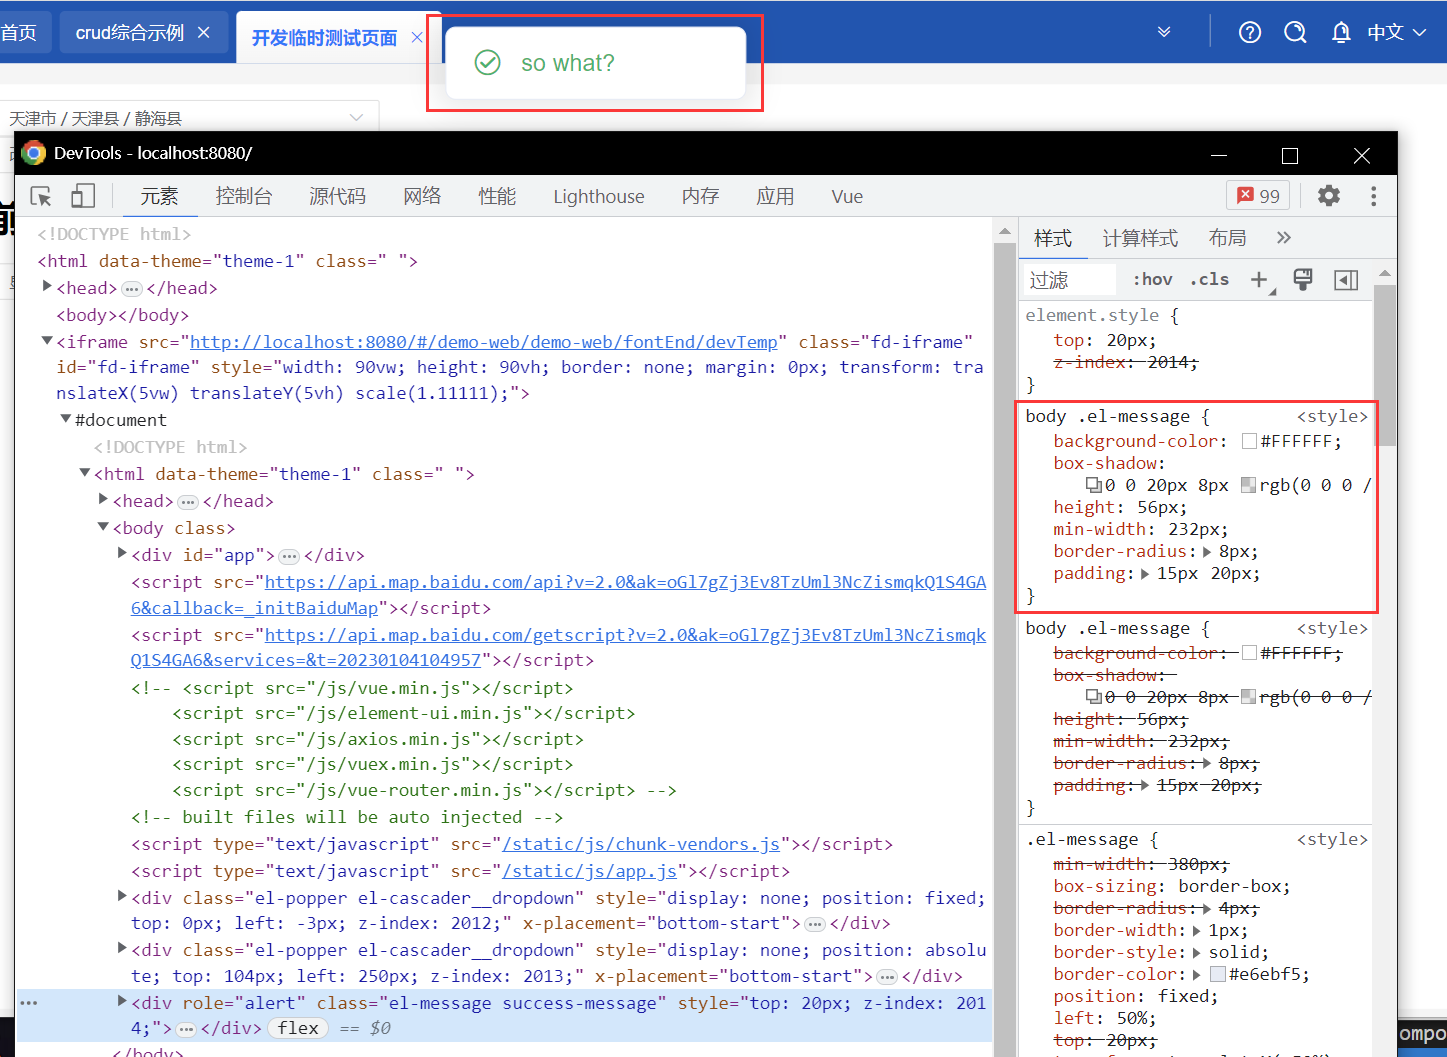 首页
crud综合示例 ×
开发临时测试页面 ×
so what?
中文
天津市 / 天津县 / 静海县
DevTools - localhost:8080/
元素 控制台 源代码 网络 性能 Lighthouse 内存 应用 Vue
99
<!DOCTYPE html>
<html data-theme="theme-1" class=" ">
<head>…</head>
<body></body>
<iframe src="http://localhost:8080/#/demo-web/demo-web/fontEnd/devTemp" class="fd-iframe"
id="fd-iframe" style="width: 90vw; height: 90vh; border: none; margin: 0px; transform: tra
nslateX(5vw) translateY(5vh) scale(1.11111);">
#document
<!DOCTYPE html>
<html data-theme="theme-1" class=" ">
<head>…</head>
<body class>
<div id="app">…</div>
<script src="https://api.map.baidu.com/api?v=2.0&ak=oGl7gZj3Ev8TzUml3NcZismqkQ1S4GA
6&callback=_initBaiduMap"></script>
<script src="https://api.map.baidu.com/getscript?v=2.0&ak=oGl7gZj3Ev8TzUml3NcZismqk
Q1S4GA6&services=&t=20230104104957"></script>
<!-- <script src="/js/vue.min.js"></script>
<script src="/js/element-ui.min.js"></script>
<script src="/js/axios.min.js"></script>
<script src="/js/vuex.min.js"></script>
<script src="/js/vue-router.min.js"></script> -->
<!-- built files will be auto injected -->
<script type="text/javascript" src="/static/js/chunk-vendors.js"></script>
<script type="text/javascript" src="/static/js/app.js"></script>
<div class="el-popper el-cascader__dropdown" style="display: none; position: fixed;
top: 0px; left: -3px; z-index: 2012;" x-placement="bottom-start">…</div>
<div class="el-popper el-cascader__dropdown" style="display: none; position: absolu
te; top: 104px; left: 250px; z-index: 2013;" x-placement="bottom-start">…</div>
<div role="alert" class="el-message success-message" style="top: 20px; z-index: 201
4;">…</div> flex == $0
</body>
样式 计算样式 布局 »
过滤 :hov .cls +
element.style {
top: 20px;
z-index: 2014;
}
body .el-message { <style>
background-color: #FFFFFF;
box-shadow:
0 0 20px 8px rgb(0 0 0 /
height: 56px;
min-width: 232px;
border-radius: 8px;
padding: 15px 20px;
}
body .el-message { <style>
background-color: #FFFFFF;
box-shadow:
0 0 20px 8px rgb(0 0 0 /
height: 56px;
min-width: 232px;
border-radius: 8px;
padding: 15px 20px;
}
.el-message { <style>
min-width: 380px;
box-sizing: border-box;
border-radius: 4px;
border-width: 1px;
border-style: solid;
border-color: #e6ebf5;
position: fixed;
left: 50%;
top: 20px;
ompo